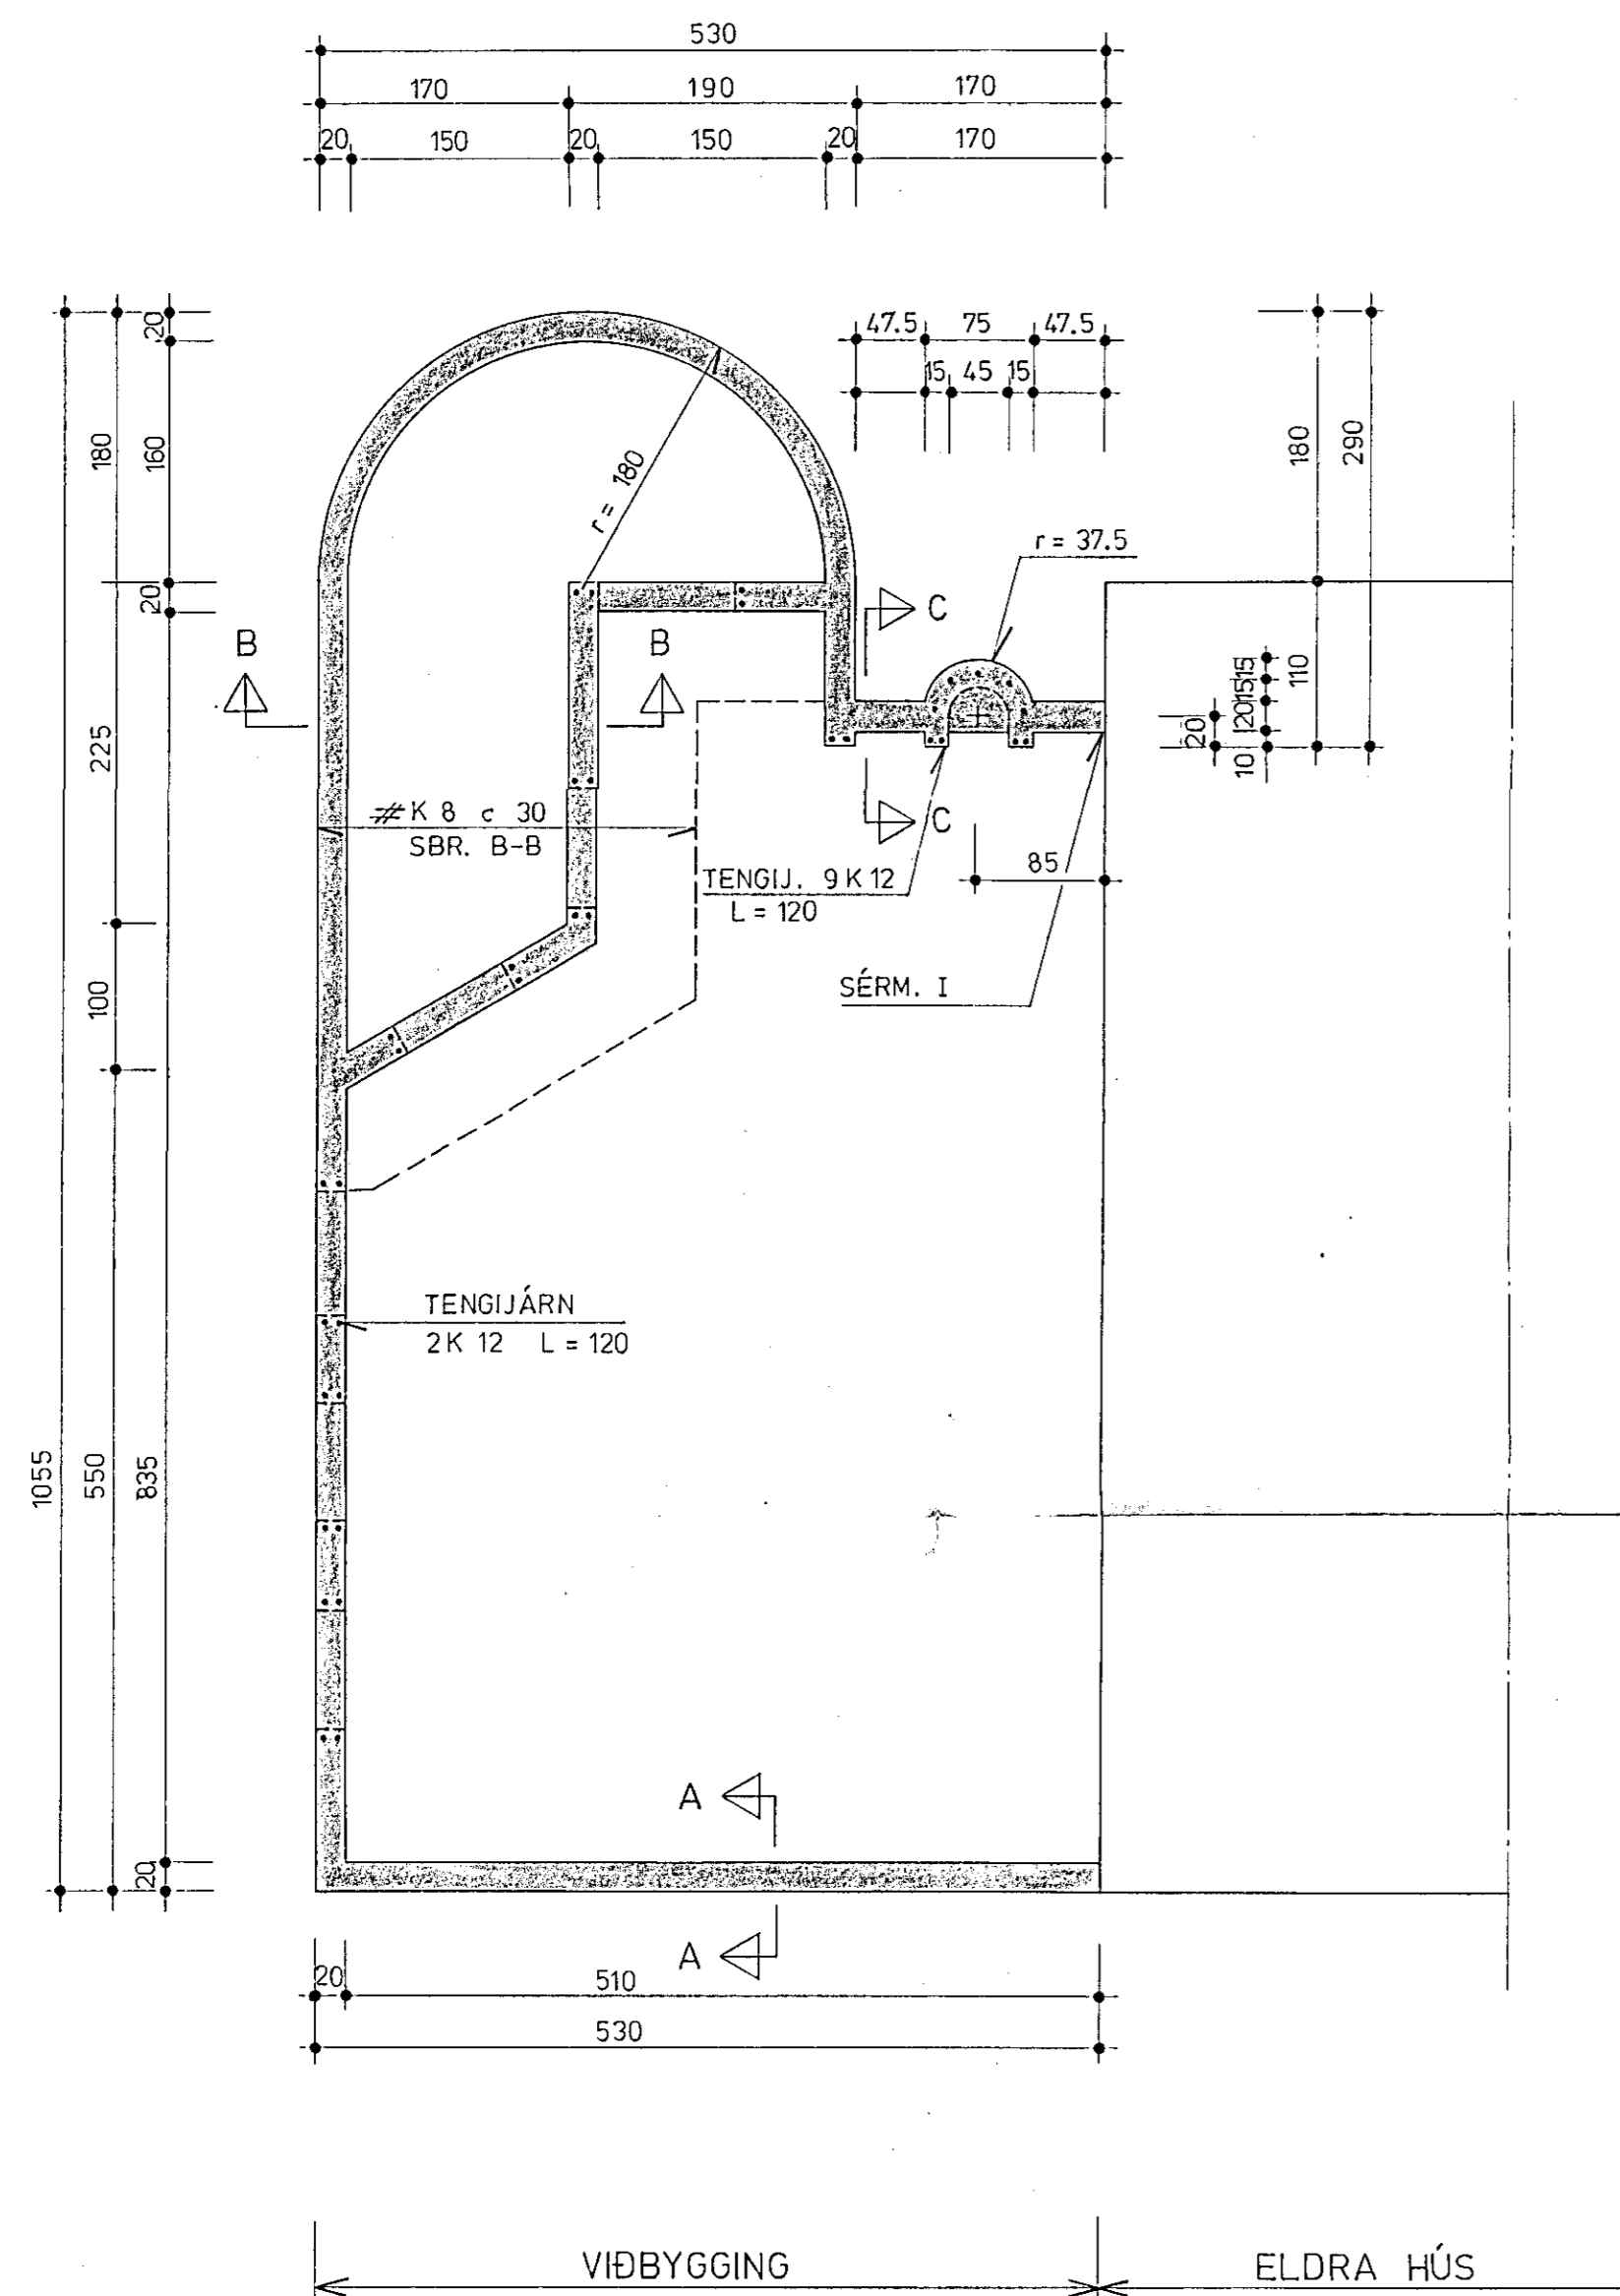 530
170 190 170
20 150 20 150 20 170
47.5 75 47.5
15 45 15
20
180 160
r = 180
180 290
r = 37.5
20
C
B B
15
15
20
10
20
110
225
# K 8 c 30
SBR. B-B
C
85
TENGIJ. 9 K 12
L = 120
SÉRM. I
100
TENGIJÁRN
2 K 12 L = 120
1055 550 835
A
20
A
20 510
530
VIÐBYGGING ELDRA HÚS